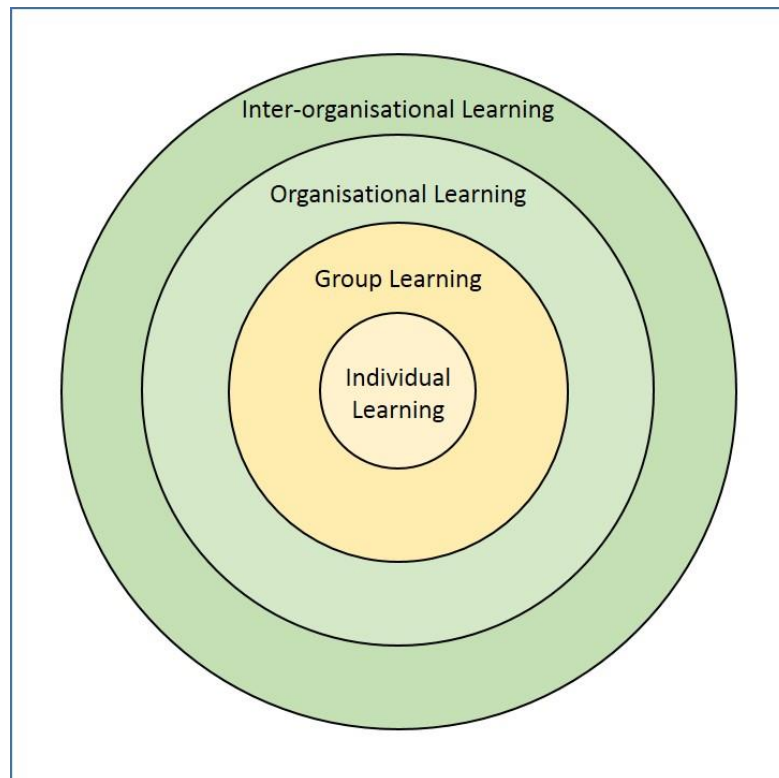 Inter-organisational Learning
Organisational Learning
Group Learning
Individual
Learning